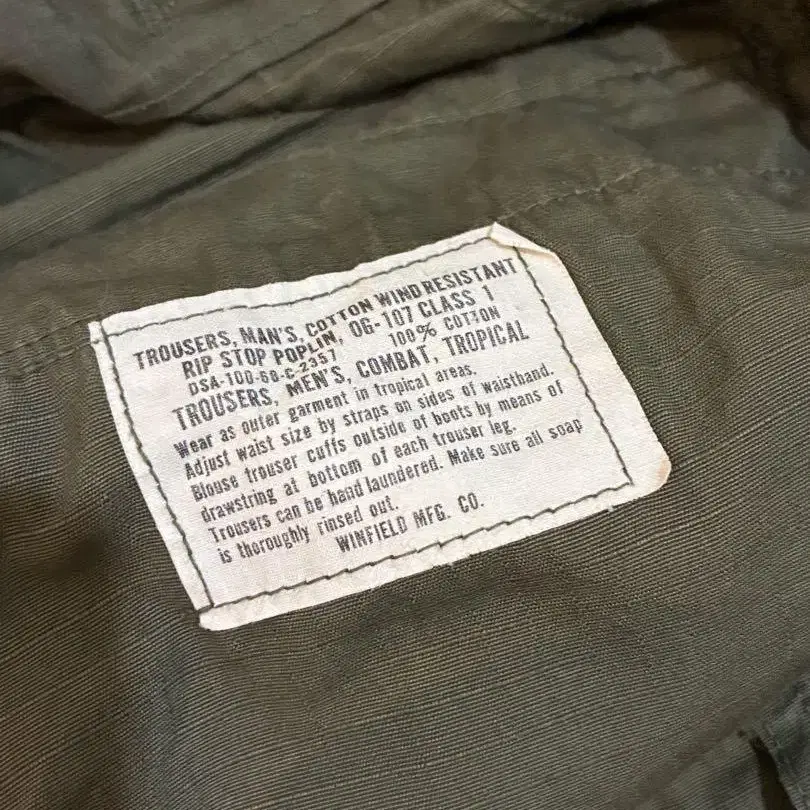 TROUSERS, MAN'S, COTTON WIND RESISTANT
RIP STOP POPLIN, OG-107 CLASS 1
DSA-100-68-C-2357 100% COTTON
TROUSERS, MEN'S, COMBAT, TROPICAL
Wear as outer garment in tropical areas.
Adjust waist size by straps on sides of waistband.
Blouse trouser cuffs outside of boots by means of
drawstring at bottom of each trouser leg.
Trousers can be hand laundered. Make sure all soap
is thoroughly rinsed out.
WINFIELD MFG. CO.